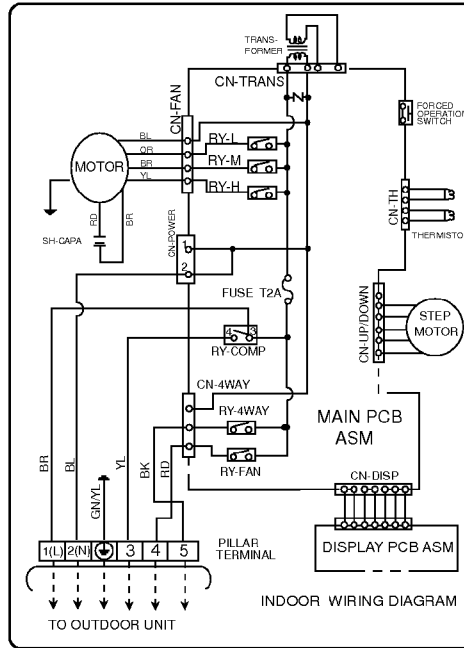 TRANS-
FORMER
CN-TRANS
CN-FAN
FORCED
OPERATION
SWITCH
BL
OR
BR
YL
RY-L
RY-M
RY-H
MOTOR
RD
BR
SH-CAPA
CN-POWER
1
2
CN-TH
THERMISTO
FUSE T2A
CN-UP/DOWN
STEP
MOTOR
4 3
RY-COMP
CN-4WAY
RY-4WAY
RY-FAN
MAIN PCB
ASM
BR
BL
GN/YL
YL
BK
RD
CN-DISP
1(L) 2(N) 3 4 5
PILLAR
TERMINAL
DISPLAY PCB ASM
INDOOR WIRING DIAGRAM
TO OUTDOOR UNIT